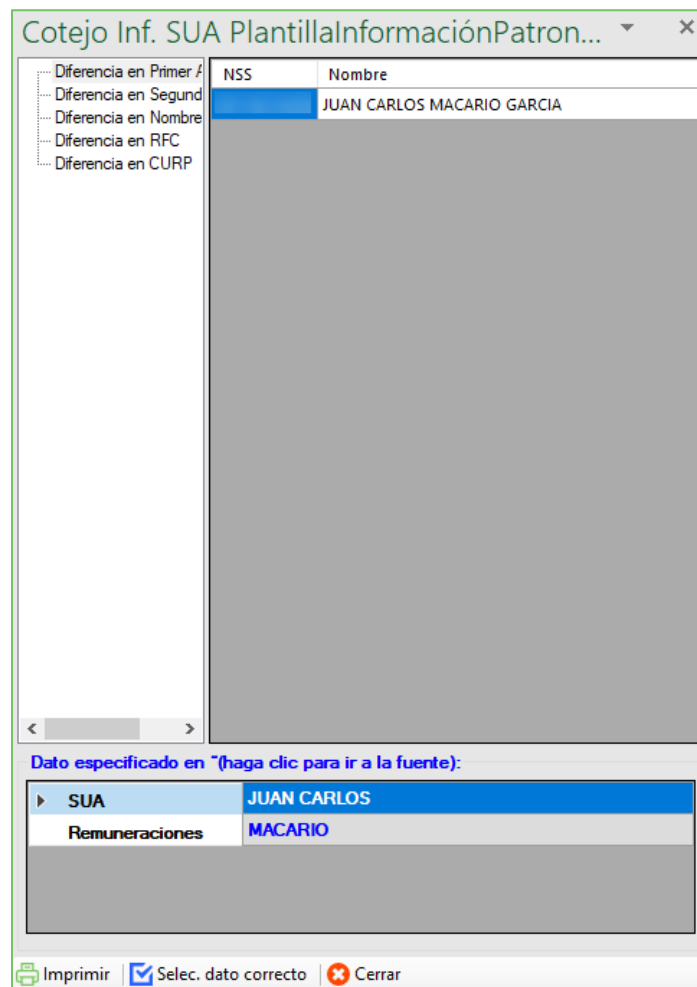 Cotejo Inf. SUA PlantillaInformaciónPatron...
Diferencia en Primer
Diferencia en Segund
Diferencia en Nombre
Diferencia en RFC
Diferencia en CURP
NSS Nombre
JUAN CARLOS MACARIO GARCIA
Dato especificado en ¨(haga clic para ir a la fuente):
SUA JUAN CARLOS
Remuneraciones MACARIO
Imprimir Selec. dato correcto Cerrar